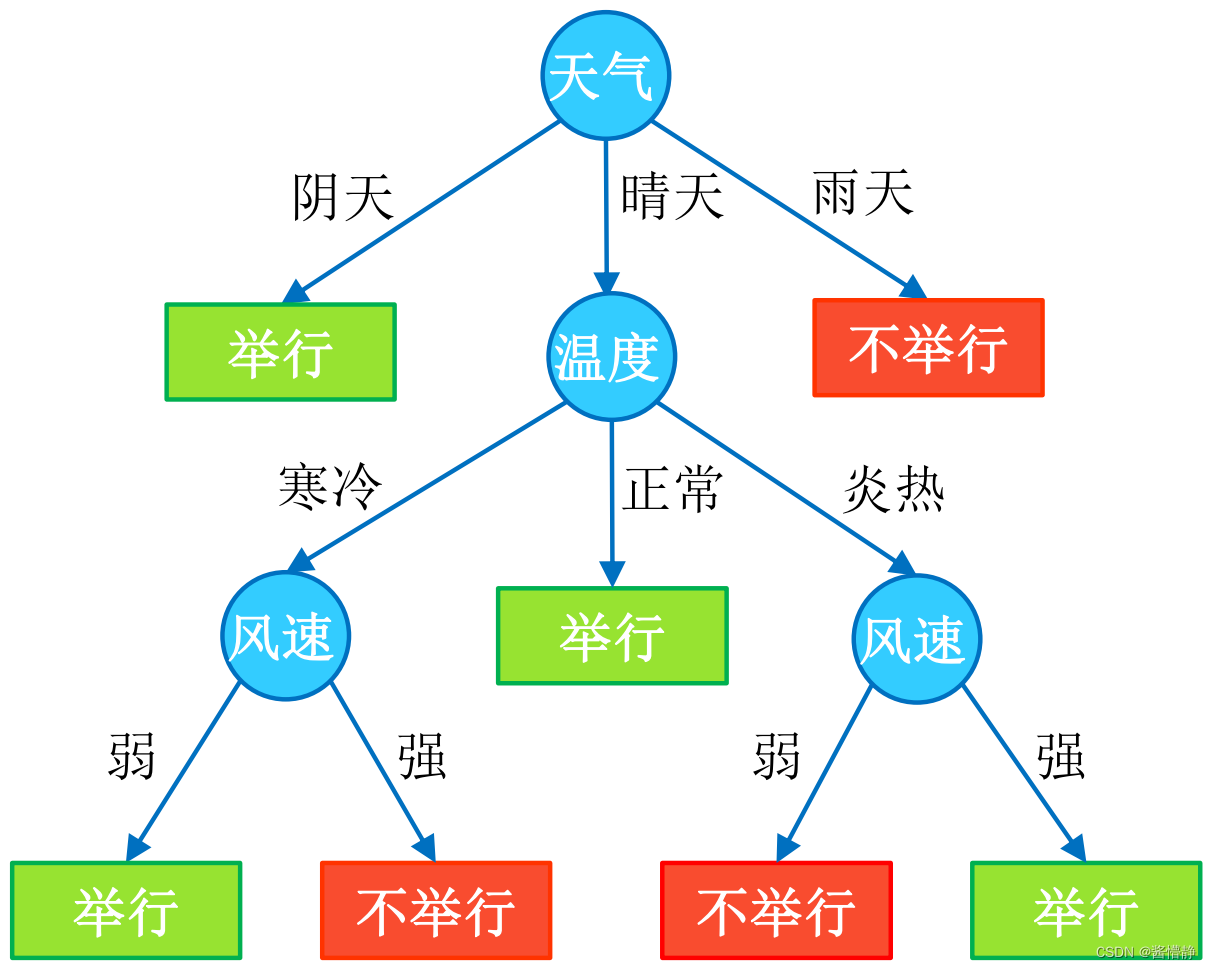 天气
阴天
晴天
雨天
举行
温度
不举行
寒冷
正常
炎热
风速
举行
风速
弱
强
弱
强
举行
不举行
不举行
举行
CSDN @酱懵静